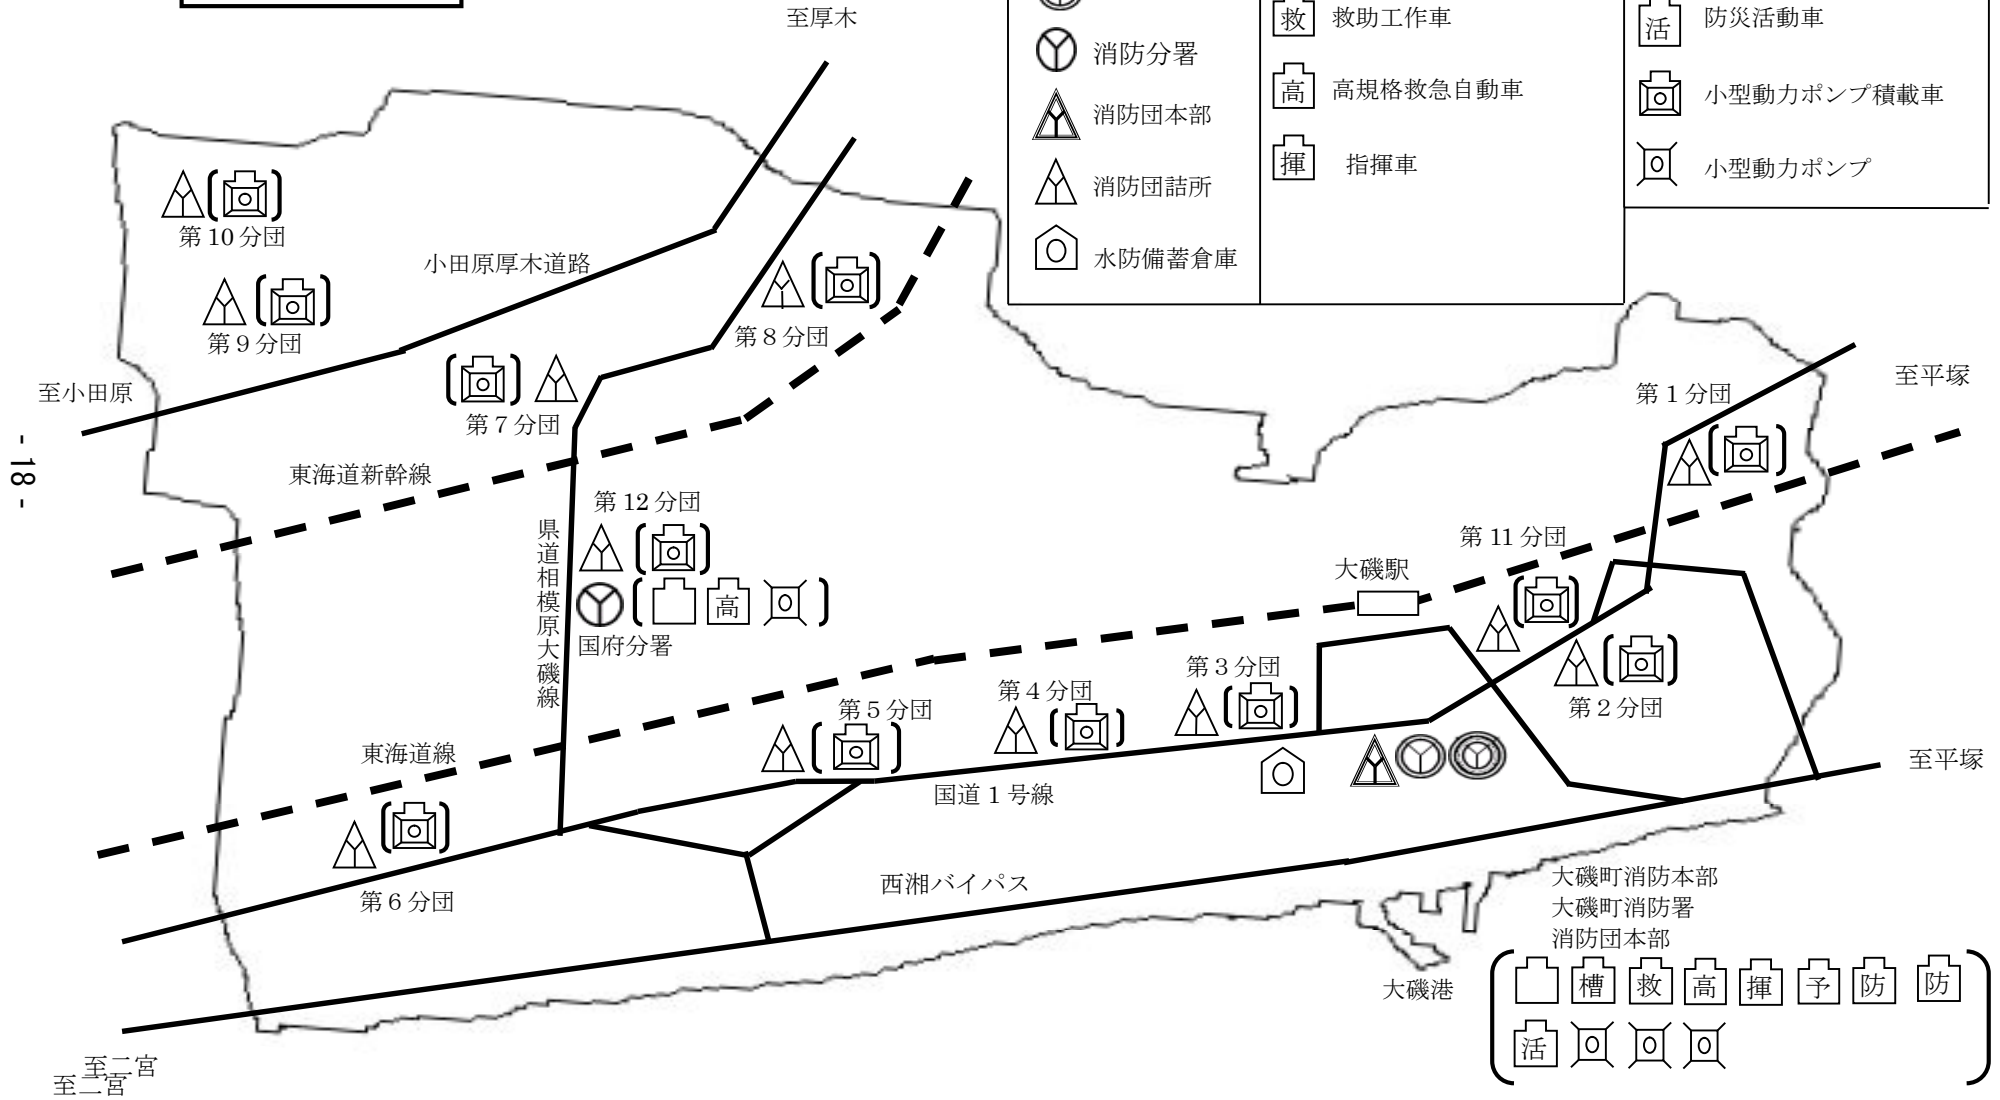 至厚木
消防分署
消防団本部
消防団詰所
水防備蓄倉庫
救 救助工作車
高 高規格救急自動車
揮 指揮車
活 防災活動車
小型動力ポンプ積載車
小型動力ポンプ
第10分団
第9分団
小田原厚木道路
第8分団
至小田原
第7分団
東海道新幹線
第12分団
県道相模原大磯線
高
国府分署
第1分団
至平塚
第11分団
大磯駅
第2分団
第3分団
第4分団
第5分団
東海道線
国道1号線
至平塚
第6分団
西湘バイパス
大磯町消防本部
大磯町消防署
消防団本部
大磯港
槽 救 高 揮 予 防 防
活
至二宮
至二宮
- 18 -